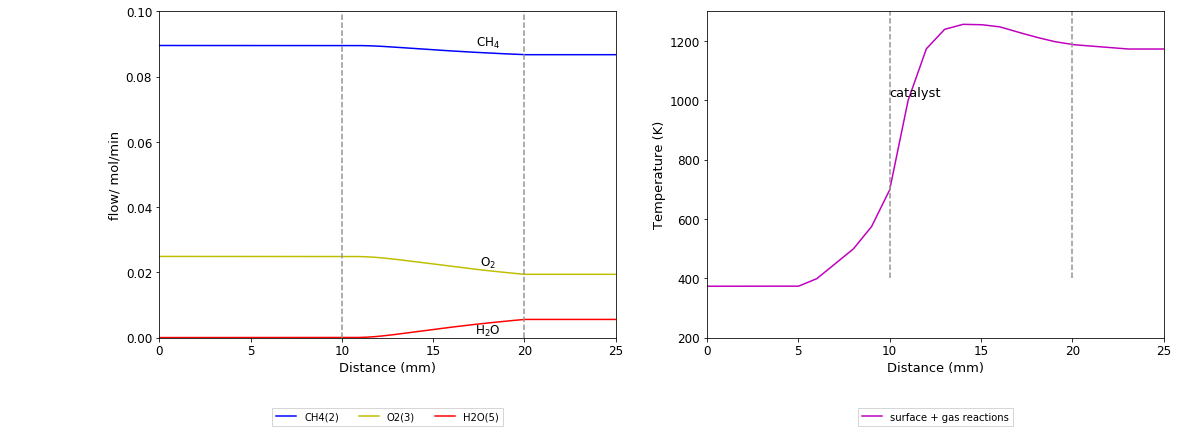 0.10
0.08
0.06
0.04
0.02
0.00
flow/ mol/min
CH4
O2
H2O
0 5 10 15 20 25
Distance (mm)
CH4(2) O2(3) H2O(5)
1200
1000
800
600
400
200
Temperature (K)
catalyst
0 5 10 15 20 25
Distance (mm)
surface + gas reactions